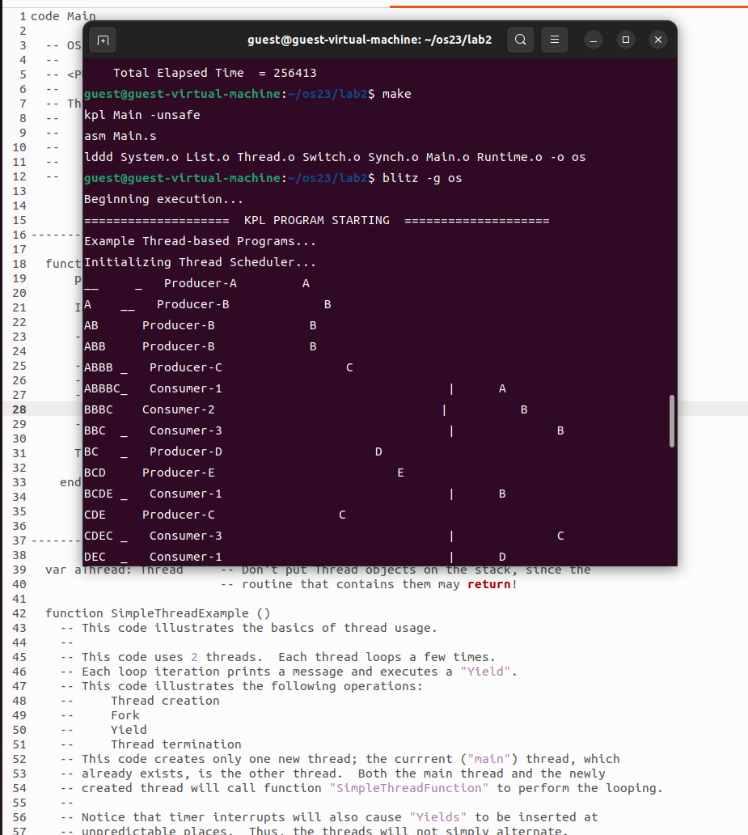 1 code Main
2
3 -- OS
4 --
5 -- <P
6 --
7 -- Th
8 --
9 --
10 --
11 --
12 --
13
14
15
16 -------
17
18 funct
19 p
20
21 I
22
23 -
24
25 -
26 -
27 -
28
29 -
30
31 T
32
33 end
34
35
36
37 -------
38
guest@guest-virtual-machine: ~/os23/lab2
Total Elapsed Time = 256413
guest@guest-virtual-machine:~/os23/lab2$ make
kpl Main -unsafe
asm Main.s
lddd System.o List.o Thread.o Switch.o Synch.o Main.o Runtime.o -o os
guest@guest-virtual-machine:~/os23/lab2$ blitz -g os
Beginning execution...
==================== KPL PROGRAM STARTING ====================
Example Thread-based Programs...
Initializing Thread Scheduler...
__ _ Producer-A A
A __ Producer-B B
AB Producer-B B
ABB Producer-B B
ABBB _ Producer-C C
ABBBC_ Consumer-1 | A
BBBC Consumer-2 | B
BBC _ Consumer-3 | B
BC _ Producer-D D
BCD Producer-E E
BCDE _ Consumer-1 | B
CDE Producer-C C
CDEC _ Consumer-3 | C
DEC _ Consumer-1 | D
39 var aThread: Thread -- Don't put Thread objects on the stack, since the
40 -- routine that contains them may return!
41
42 function SimpleThreadExample ()
43 -- This code illustrates the basics of thread usage.
44 --
45 -- This code uses 2 threads. Each thread loops a few times.
46 -- Each loop iteration prints a message and executes a "Yield".
47 -- This code illustrates the following operations:
48 -- Thread creation
49 -- Fork
50 -- Yield
51 -- Thread termination
52 -- This code creates only one new thread; the currrent ("main") thread, which
53 -- already exists, is the other thread. Both the main thread and the newly
54 -- created thread will call function "SimpleThreadFunction" to perform the looping.
55 --
56 -- Notice that timer interrupts will also cause "Yields" to be inserted at
57 -- unpredictable places. Thus, the threads will not simply alternate.